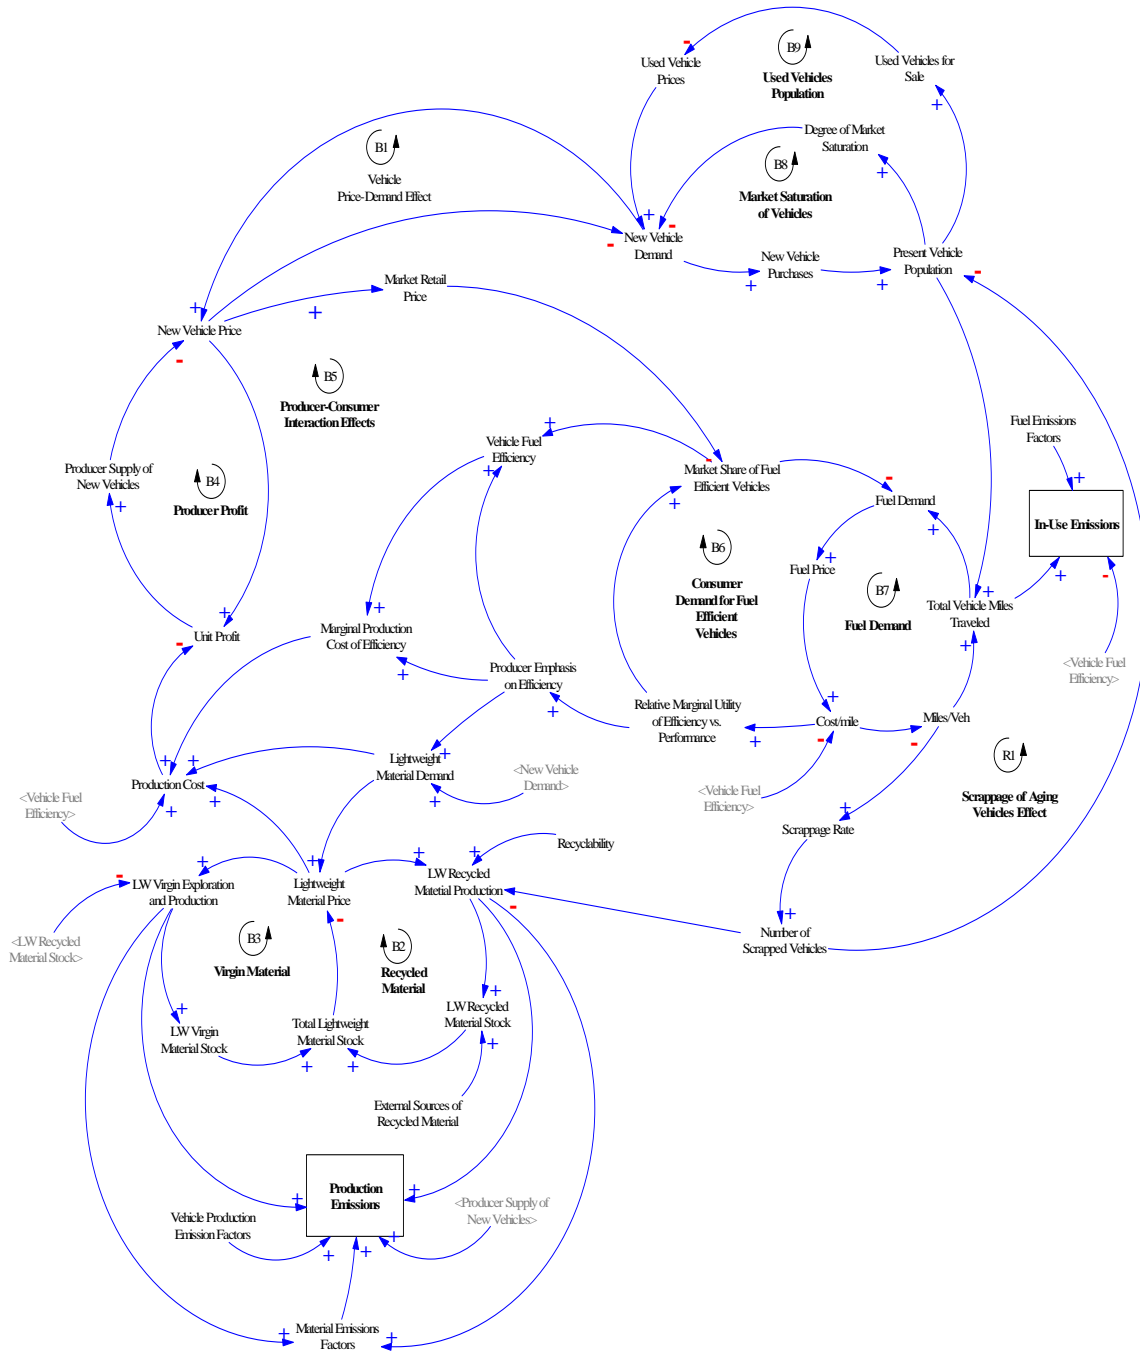 B9
Used Vehicles
Population
Used Vehicle
Prices
Used Vehicles for
Sale
B1
Vehicle
Price-Demand Effect
Degree of Market
Saturation
B8
Market Saturation
of Vehicles
New Vehicle
Demand
New Vehicle
Purchases
Present Vehicle
Population
Market Retail
Price
New Vehicle Price
B5
Producer-Consumer
Interaction Effects
Vehicle Fuel
Efficiency
Market Share of Fuel
Efficient Vehicles
Fuel Emissions
Factors
Producer Supply of
New Vehicles
B4
Producer Profit
Fuel Demand
In-Use Emissions
B6
Consumer
Demand for Fuel
Efficient
Vehicles
Fuel Price
B7
Fuel Demand
Total Vehicle Miles
Traveled
Unit Profit
Marginal Production
Cost of Efficiency
Producer Emphasis
on Efficiency
<Vehicle Fuel
Efficiency>
Relative Marginal Utility
of Efficiency vs.
Performance
Cost/mile
Miles/Veh
R1
Scrappage of Aging
Vehicles Effect
Production Cost
Lightweight
Material Demand
<New Vehicle
Demand>
<Vehicle Fuel
Efficiency>
<Vehicle Fuel
Efficiency>
Scrappage Rate
Recyclability
LW Virgin Exploration
and Production
Lightweight
Material Price
LW Recycled
Matetial Production
<LW Recycled
Material Stock>
B3
Virgin Material
B2
Recycled
Material
Number of
Scrapped Vehicles
LW Virgin
Material Stock
Total Lightweight
Material Stock
LW Recycled
Material Stock
External Sources of
Recycled Material
Production
Emissions
Vehicle Production
Emission Factors
<Producer Supply of
New Vehicles>
Material Emissions
Factors